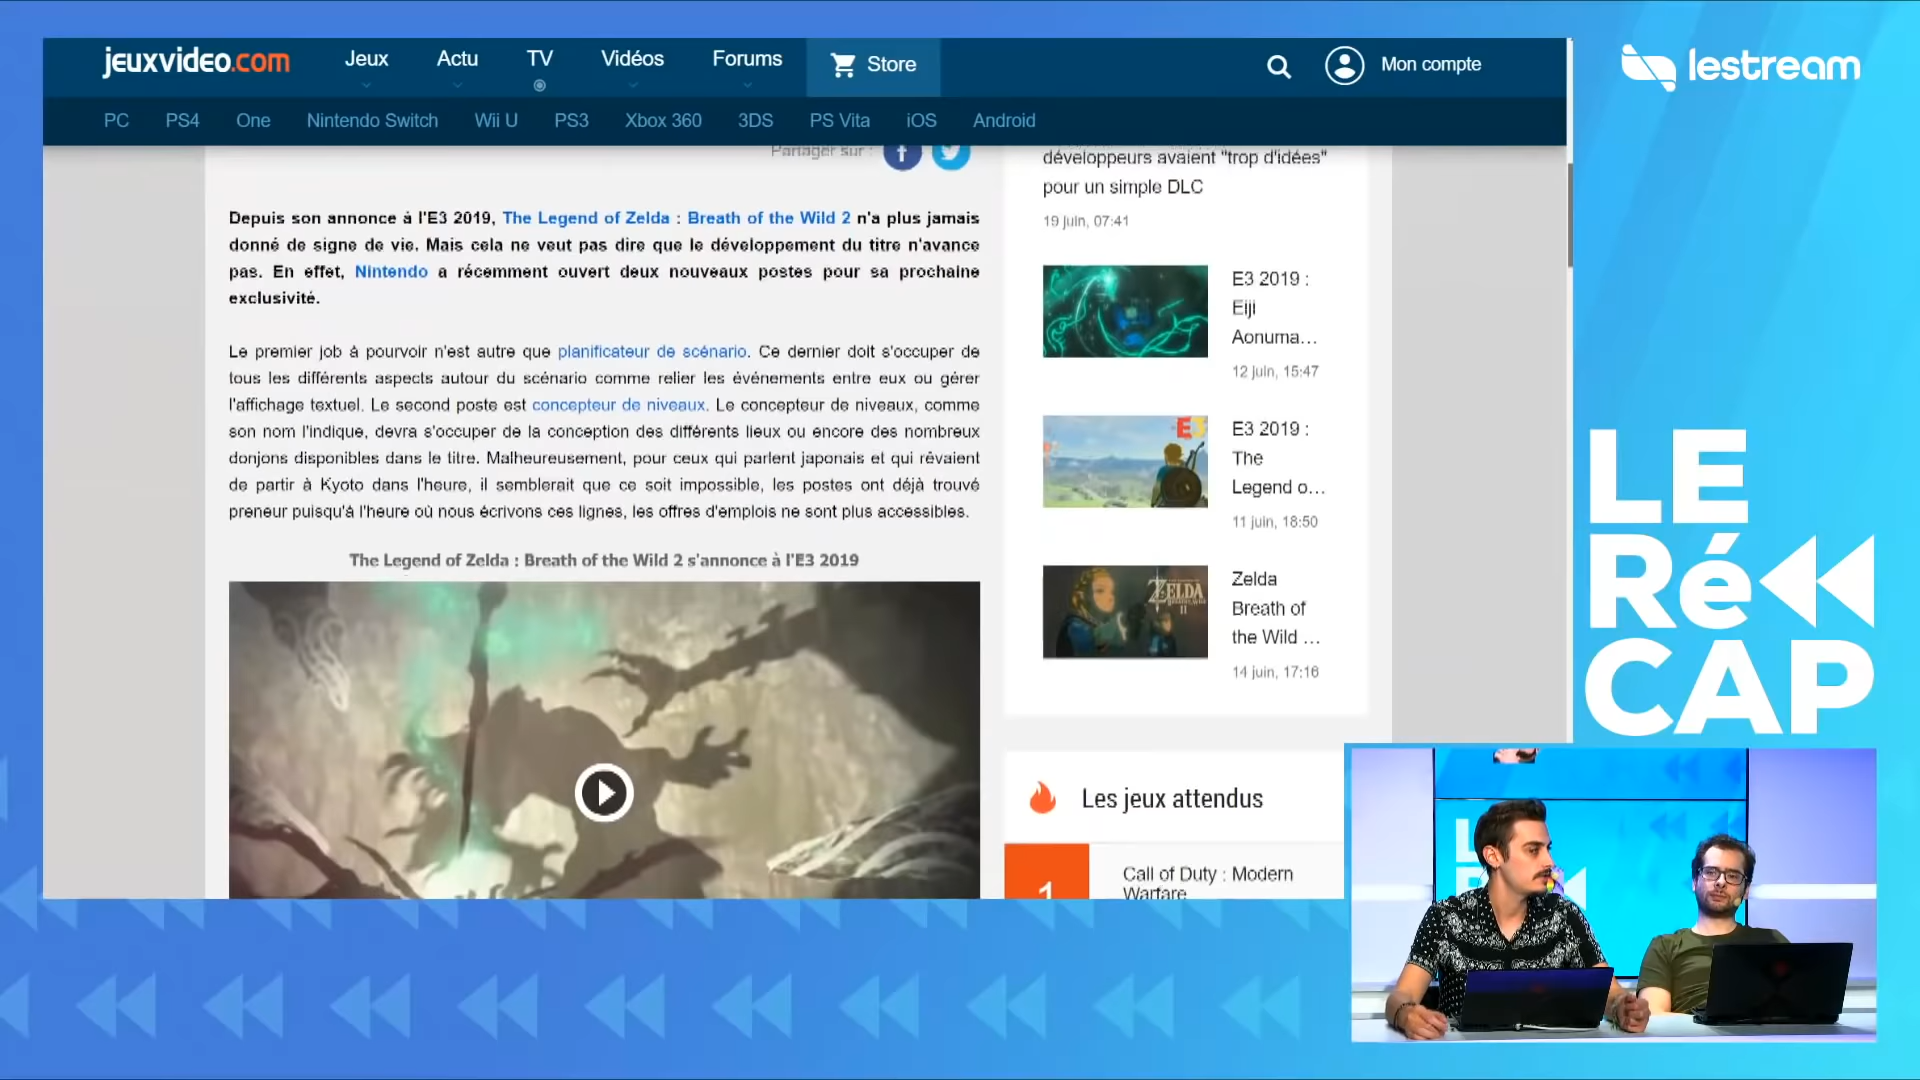 jeuxvideo.com
Jeux
Actu
TV
Vidéos
Forums
Store
Mon compte
lestream
PC
PS4
One
Nintendo Switch
Wii U
PS3
Xbox 360
3DS
PS Vita
iOS
Android
Partager sur :
Depuis son annonce à l'E3 2019, The Legend of Zelda : Breath of the Wild 2 n'a plus jamais
donné de signe de vie. Mais cela ne veut pas dire que le développement du titre n'avance
pas. En effet, Nintendo a récemment ouvert deux nouveaux postes pour sa prochaine
exclusivité.
Le premier job à pourvoir n'est autre que planificateur de scénario. Ce dernier doit s'occuper de
tous les différents aspects autour du scénario comme relier les événements entre eux ou gérer
l'affichage textuel. Le second poste est concepteur de niveaux. Le concepteur de niveaux, comme
son nom l'indique, devra s'occuper de la conception des différents lieux ou encore des nombreux
donjons disponibles dans le titre. Malheureusement, pour ceux qui parlent japonais et qui rêvaient
de partir à Kyoto dans l'heure, il semblerait que ce soit impossible, les postes ont déjà trouvé
preneur puisqu'à l'heure où nous écrivons ces lignes, les offres d'emplois ne sont plus accessibles.
The Legend of Zelda : Breath of the Wild 2 s'annonce à l'E3 2019
développeurs avaient "trop d'idées"
pour un simple DLC
19 juin, 07:41
E3 2019 :
Eiji
Aonuma...
12 juin, 15:47
E3
E3 2019 :
The
Legend o...
11 juin, 18:50
ZELDA
II
Zelda
Breath of
the Wild ...
14 juin, 17:16
Les jeux attendus
1
Call of Duty : Modern
Warfare
LE
Ré
CAP